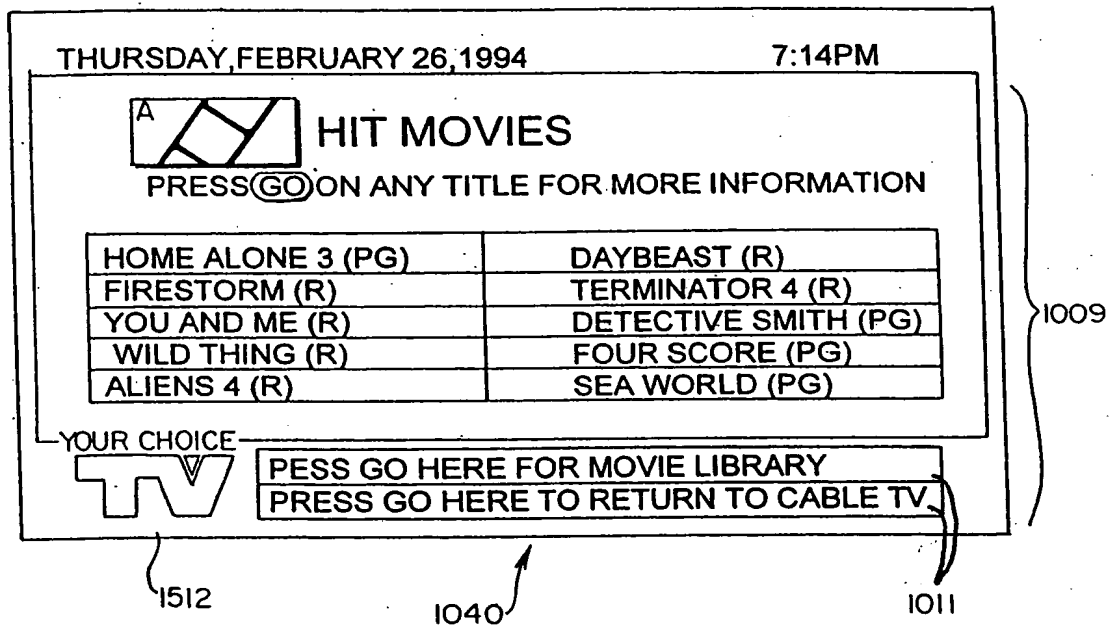 THURSDAY,FEBRUARY 26,1994 7:14PM
A
HIT MOVIES
PRESS GO ON ANY TITLE FOR MORE INFORMATION
HOME ALONE 3 (PG) DAYBEAST (R)
FIRESTORM (R) TERMINATOR 4 (R)
YOU AND ME (R) DETECTIVE SMITH (PG)
WILD THING (R) FOUR SCORE (PG)
ALIENS 4 (R) SEA WORLD (PG)
1009
YOUR CHOICE
TV
PESS GO HERE FOR MOVIE LIBRARY
PRESS GO HERE TO RETURN TO CABLE TV
1512 1040 1011